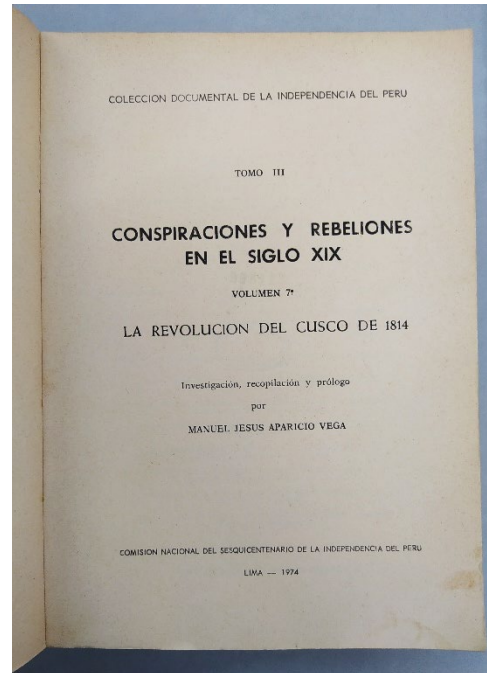 COLECCION DOCUMENTAL DE LA INDEPENDENCIA DEL PERU
TOMO III
CONSPIRACIONES Y REBELIONES
EN EL SIGLO XIX
VOLUMEN 7º
LA REVOLUCION DEL CUSCO DE 1814
Investigación, recopilación y prólogo
por
MANUEL JESUS APARICIO VEGA
COMISION NACIONAL DEL SESQUICENTENARIO DE LA INDEPENDENCIA DEL PERU
LIMA — 1974